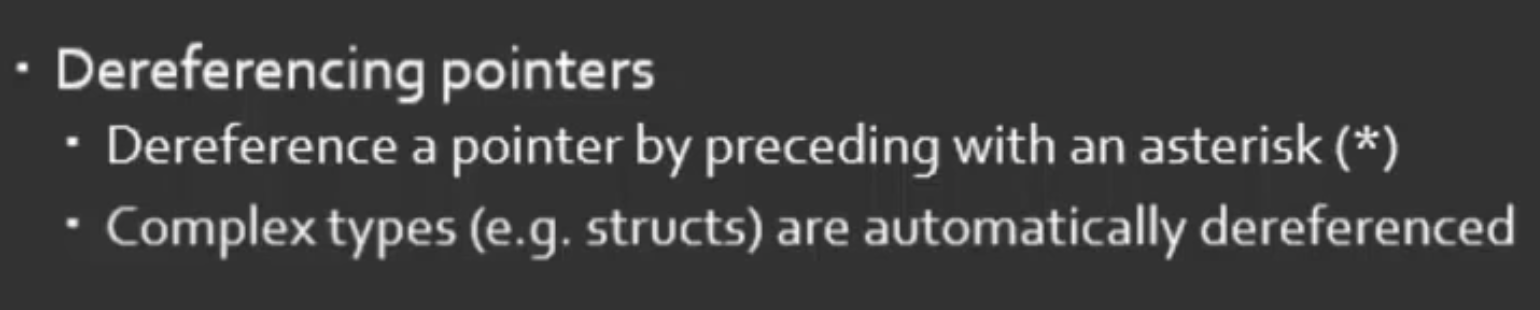 ▪ Dereferencing pointers
▪ Dereference a pointer by preceding with an asterisk (*)
▪ Complex types (e.g. structs) are automatically dereferenced